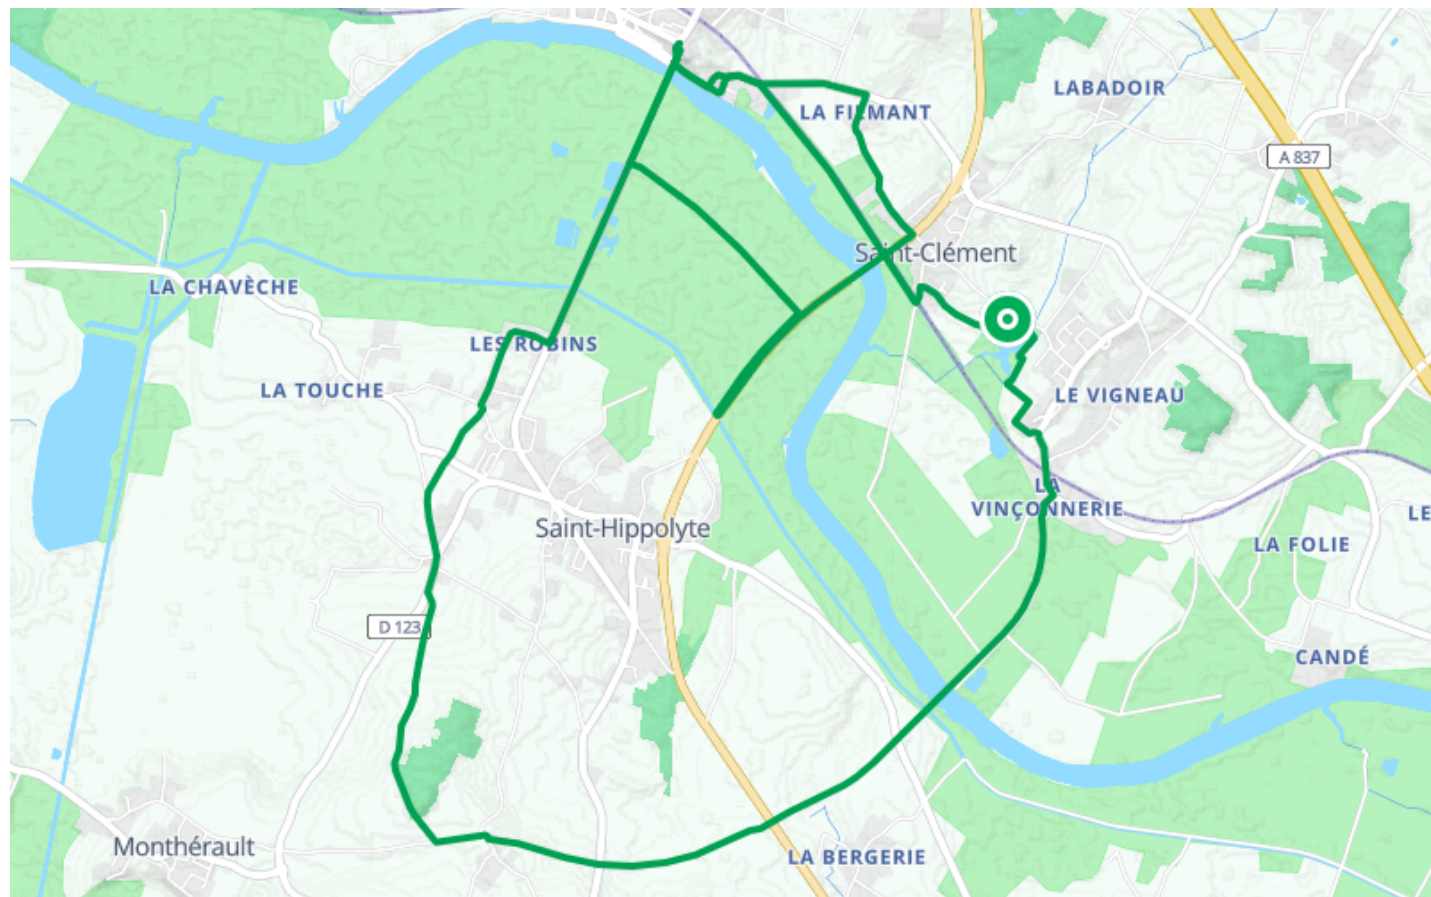 LABADOIR
LA FIEMANT
A 837
Saint-Clément
LA CHAVÈCHE
LES ROBINS
LA TOUCHE
LE VIGNEAU
LA
VINÇONNERIE
LE
Saint-Hippolyte
LA FOLIE
D 123
CANDÉ
Monthérault
LA BERGERIE